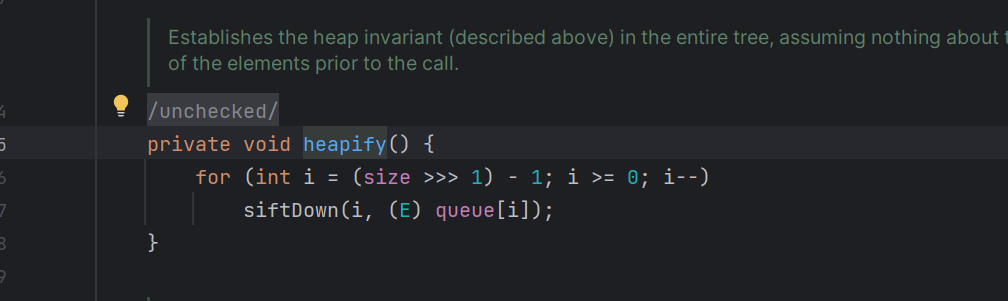 Establishes the heap invariant (described above) in the entire tree, assuming nothing about
of the elements prior to the call.
4 /unchecked/
5 private void heapify() {
6 for (int i = (size >>> 1) - 1; i >= 0; i--)
7 siftDown(i, (E) queue[i]);
8 }
9